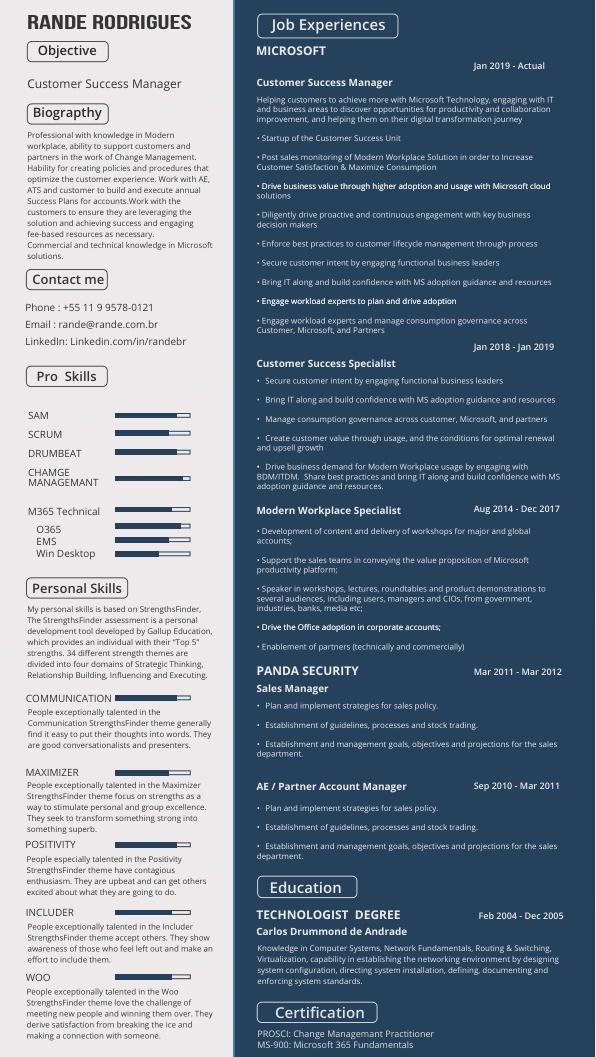 RANDE RODRIGUES
Objective
Customer Success Manager
Biograpthy
Professional with knowledge in Modern
workplace, ability to support customers and
partners in the work of Change Management.
Hability for creating policies and procedures that
optimize the customer experience. Work with AE,
ATS and customer to build and execute annual
Success Plans for accounts.Work with the
customers to ensure they are leveraging the
solution and achieving success and engaging
fee-based resources as necessary.
Commercial and technical knowledge in Microsoft
solutions.
Contact me
Phone : +55 11 9 9578-0121
Email : rande@rande.com.br
LinkedIn: Linkedin.com/in/randebr
Pro Skills
SAM
SCRUM
DRUMBEAT
CHAMGE
MANAGEMANT
M365 Technical
O365
EMS
Win Desktop
Personal Skills
My personal skills is based on StrengthsFinder,
The StrengthsFinder assessment is a personal
development tool developed by Gallup Education,
which provides an individual with their “Top 5”
strengths. 34 different strength themes are
divided into four domains of Strategic Thinking,
Relationship Building, Influencing and Executing.
COMMUNICATION
People exceptionally talented in the
Communication StrengthsFinder theme generally
find it easy to put their thoughts into words. They
are good conversationalists and presenters.
MAXIMIZER
People exceptionally talented in the Maximizer
StrengthsFinder theme focus on strengths as a
way to stimulate personal and group excellence.
They seek to transform something strong into
something superb.
POSITIVITY
People especially talented in the Positivity
StrengthsFinder theme have contagious
enthusiasm. They are upbeat and can get others
excited about what they are going to do.
INCLUDER
People exceptionally talented in the Includer
StrengthsFinder theme accept others. They show
awareness of those who feel left out and make an
effort to include them.
WOO
People exceptionally talented in the Woo
StrengthsFinder theme love the challenge of
meeting new people and winning them over. They
derive satisfaction from breaking the ice and
making a connection with someone.
Job Experiences
MICROSOFT
Jan 2019 - Actual
Customer Success Manager
Helping customers to achieve more with Microsoft Technology, engaging with IT
and business areas to discover opportunities for productivity and collaboration
improvement, and helping them on their digital transformation journey
• Startup of the Customer Success Unit
• Post sales monitoring of Modern Workplace Solution in order to Increase
Customer Satisfaction & Maximize Consumption
• Drive business value through higher adoption and usage with Microsoft cloud
solutions
• Diligently drive proactive and continuous engagement with key business
decision makers
• Enforce best practices to customer lifecycle management through process
• Secure customer intent by engaging functional business leaders
• Bring IT along and build confidence with MS adoption guidance and resources
• Engage workload experts to plan and drive adoption
• Engage workload experts and manage consumption governance across
Customer, Microsoft, and Partners
Jan 2018 - Jan 2019
Customer Success Specialist
• Secure customer intent by engaging functional business leaders
• Bring IT along and build confidence with MS adoption guidance and resources
• Manage consumption governance across customer, Microsoft, and partners
• Create customer value through usage, and the conditions for optimal renewal
and upsell growth
• Drive business demand for Modern Workplace usage by engaging with
BDM/ITDM. Share best practices and bring IT along and build confidence with MS
adoption guidance and resources.
Modern Workplace Specialist
Aug 2014 - Dec 2017
• Development of content and delivery of workshops for major and global
accounts;
• Support the sales teams in conveying the value proposition of Microsoft
productivity platform;
• Speaker in workshops, lectures, roundtables and product demonstrations to
several audiences, including users, managers and CIOs, from government,
industries, banks, media etc;
• Drive the Office adoption in corporate accounts;
• Enablement of partners (technically and commercially)
PANDA SECURITY
Mar 2011 - Mar 2012
Sales Manager
• Plan and implement strategies for sales policy.
• Establishment of guidelines, processes and stock trading.
• Establishment and management goals, objectives and projections for the sales
department.
AE / Partner Account Manager
Sep 2010 - Mar 2011
• Plan and implement strategies for sales policy.
• Establishment of guidelines, processes and stock trading.
• Establishment and management goals, objectives and projections for the sales
department.
Education
TECHNOLOGIST DEGREE
Feb 2004 - Dec 2005
Carlos Drummond de Andrade
Knowledge in Computer Systems, Network Fundamentals, Routing & Switching,
Virtualization, capability in establishing the networking environment by designing
system configuration, directing system installation, defining, documenting and
enforcing system standards.
Certification
PROSCI: Change Managemant Practitioner
MS-900: Microsoft 365 Fundamentals